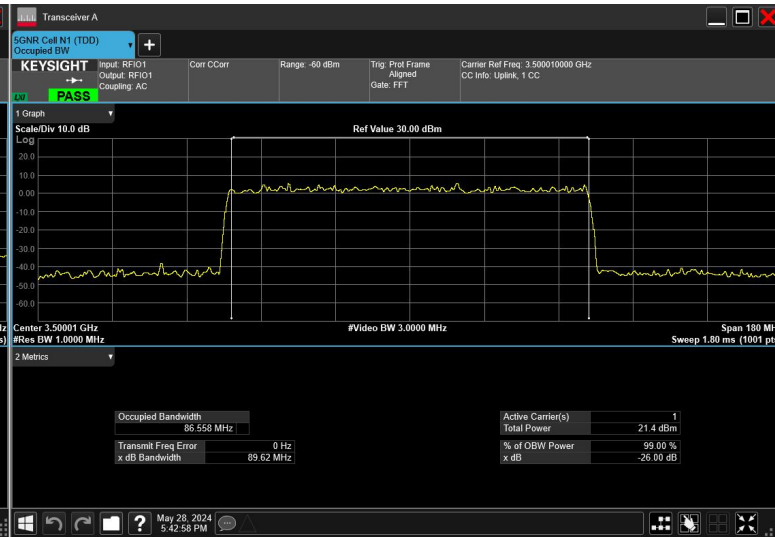 Transceiver A
5GNR Cell N1 (TDD)
Occupied BW
KEYSIGHT
LXI
PASS
Input: RFIO1
Output: RFIO1
Coupling: AC
Corr CCorr
Range: -60 dBm
Trig: Prot Frame
Aligned
Gate: FFT
Carrier Ref Freq: 3.500010000 GHz
CC Info: Uplink, 1 CC
1 Graph
Scale/Div 10.0 dB
Ref Value 30.00 dBm
Log
20.0
10.0
0.00
-10.0
-20.0
-30.0
-40.0
-50.0
-60.0
Center 3.50001 GHz
#Video BW 3.0000 MHz
Span 180 MH
#Res BW 1.0000 MHz
Sweep 1.80 ms (1001 pts
2 Metrics
Occupied Bandwidth
86.558 MHz
Transmit Freq Error 0 Hz
x dB Bandwidth 89.62 MHz
Active Carrier(s) 1
Total Power 21.4 dBm
% of OBW Power 99.00 %
x dB -26.00 dB
May 28, 2024
5:42:58 PM